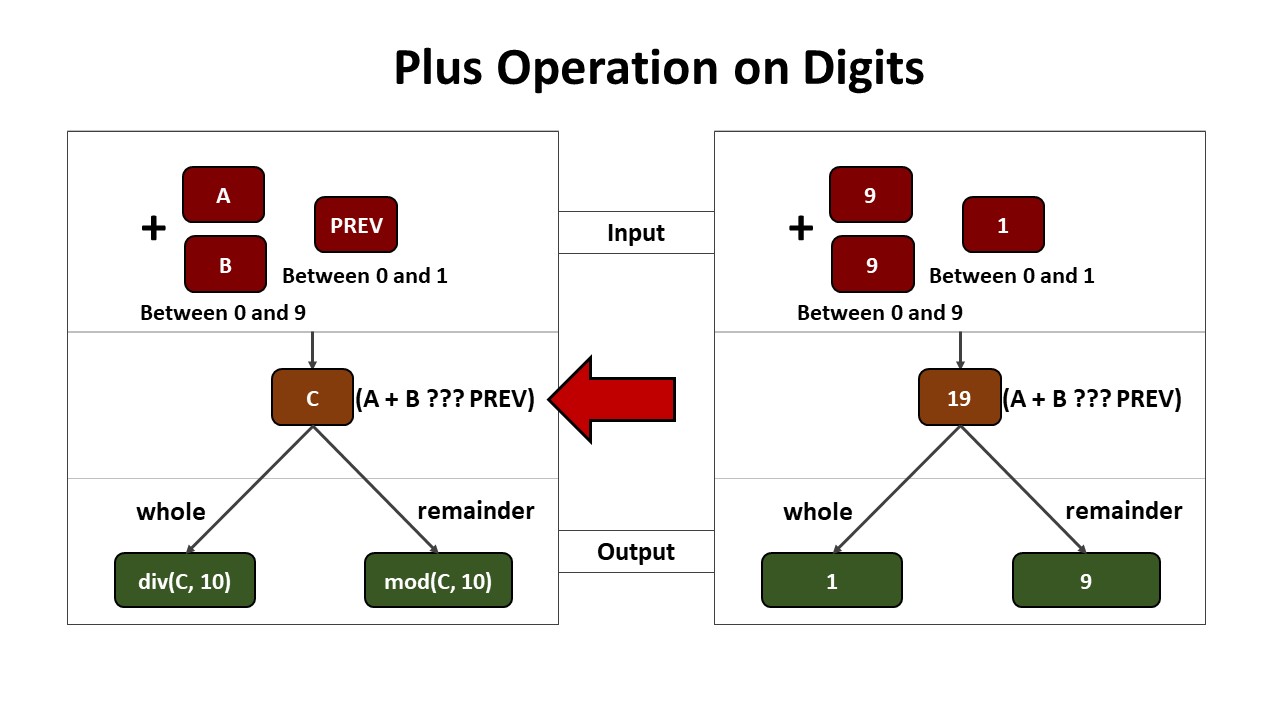 Plus Operation on Digits
+
A
B
PREV
Between 0 and 1
Between 0 and 9
C
(A + B ??? PREV)
whole
remainder
div(C, 10)
mod(C, 10)
Input
Output
+
9
9
1
Between 0 and 1
Between 0 and 9
19
(A + B ??? PREV)
whole
remainder
1
9